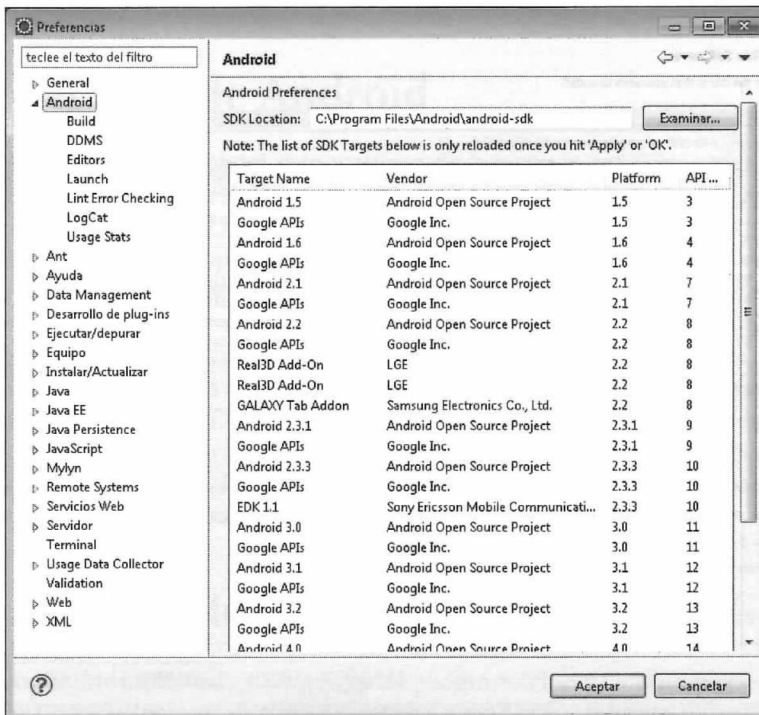 Preferencias
teclee el texto del filtro
General
Android
Build
DDMS
Editors
Launch
Lint Error Checking
LogCat
Usage Stats
Ant
Ayuda
Data Management
Desarrollo de plug-ins
Ejecutar/depurar
Equipo
Instalar/Actualizar
Java
Java EE
Java Persistence
JavaScript
Mylyn
Remote Systems
Servicios Web
Servidor
Terminal
Usage Data Collector
Validation
Web
XML
Android
Android Preferences
SDK Location: C:\Program Files\Android\android-sdk Examinar...
Note: The list of SDK Targets below is only reloaded once you hit 'Apply' or 'OK'.
Target Name Vendor Platform API ...
Android 1.5 Android Open Source Project 1.5 3
Google APIs Google Inc. 1.5 3
Android 1.6 Android Open Source Project 1.6 4
Google APIs Google Inc. 1.6 4
Android 2.1 Android Open Source Project 2.1 7
Google APIs Google Inc. 2.1 7
Android 2.2 Android Open Source Project 2.2 8
Google APIs Google Inc. 2.2 8
Real3D Add-On LGE 2.2 8
Real3D Add-On LGE 2.2 8
GALAXY Tab Addon Samsung Electronics Co., Ltd. 2.2 8
Android 2.3.1 Android Open Source Project 2.3.1 9
Google APIs Google Inc. 2.3.1 9
Android 2.3.3 Android Open Source Project 2.3.3 10
Google APIs Google Inc. 2.3.3 10
EDK 1.1 Sony Ericsson Mobile Communicati... 2.3.3 10
Android 3.0 Android Open Source Project 3.0 11
Google APIs Google Inc. 3.0 11
Android 3.1 Android Open Source Project 3.1 12
Google APIs Google Inc. 3.1 12
Android 3.2 Android Open Source Project 3.2 13
Google APIs Google Inc. 3.2 13
Android 4.0 Android Open Source Project 4.0 14
Aceptar Cancelar